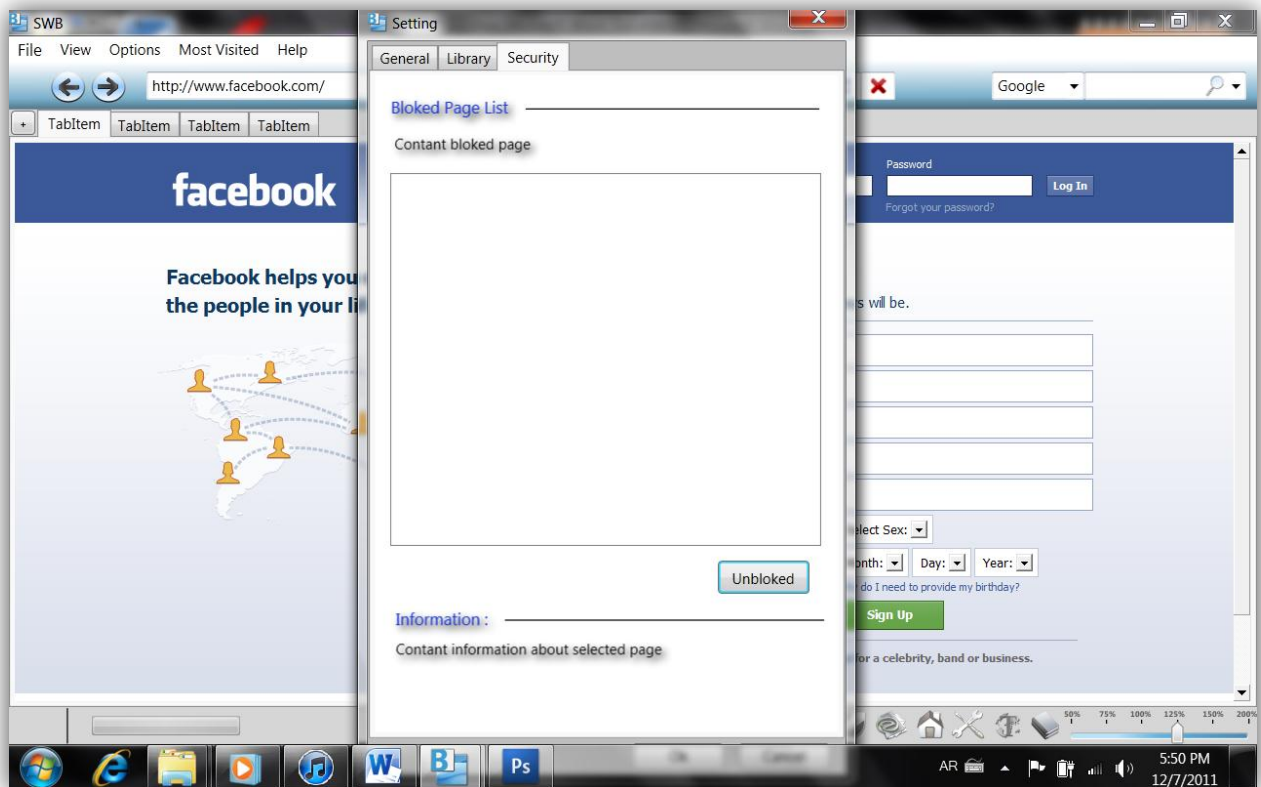 SWB
Setting
File View Options Most Visited Help
General Library Security
http://www.facebook.com/
Google
+ TabItem TabItem TabItem TabItem
Bloked Page List
Contant bloked page
facebook
Password
Log In
Forgot your password?
Facebook helps you
the people in your li
s will be.
elect Sex:
onth: Day: Year:
do I need to provide my birthday?
Unbloked
Sign Up
Information :
Contant information about selected page
for a celebrity, band or business.
50% 75% 100% 125% 150% 200%
Ok Cancel
W Ps
AR
5:50 PM
12/7/2011